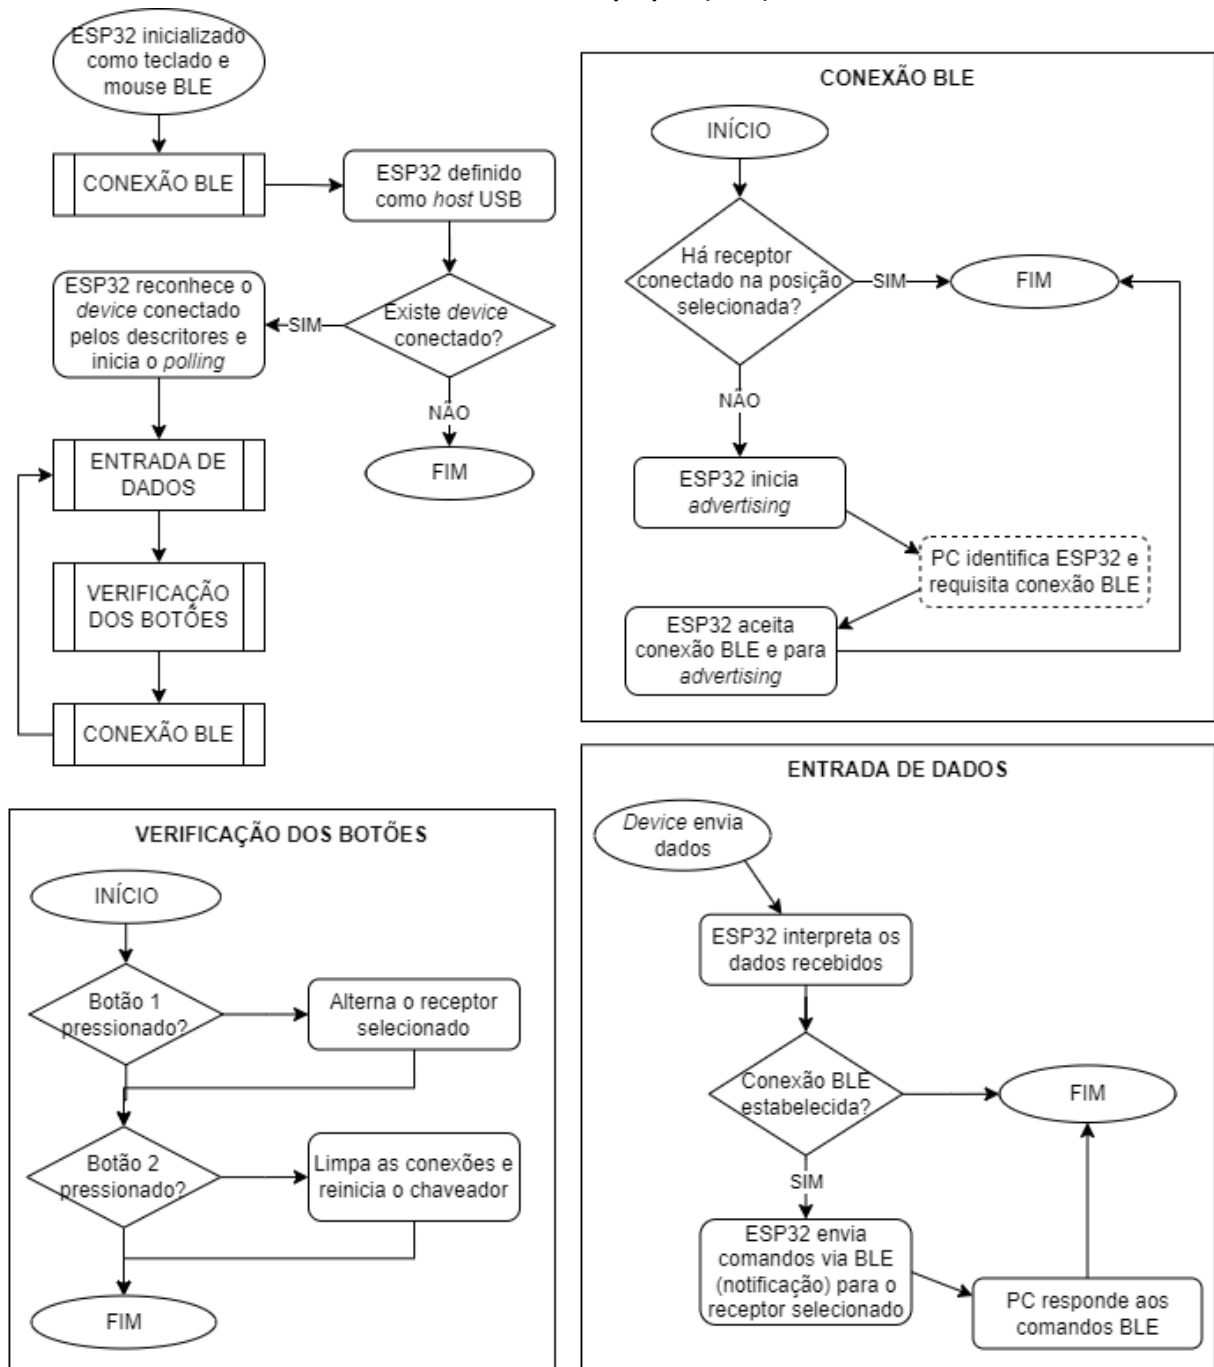 ESP32 inicializado
como teclado e
mouse BLE
CONEXÃO BLE
ESP32 definido
como host USB
Existe device
conectado?
SIM
NÃO
FIM
ESP32 reconhece o
device conectado
pelos descritores e
inicia o polling
ENTRADA DE
DADOS
VERIFICAÇÃO
DOS BOTÕES
CONEXÃO BLE
CONEXÃO BLE
INÍCIO
Há receptor
conectado na posição
selecionada?
SIM
FIM
NÃO
ESP32 inicia
advertising
PC identifica ESP32 e
requisita conexão BLE
ESP32 aceita
conexão BLE e para
advertising
VERIFICAÇÃO DOS BOTÕES
INÍCIO
Botão 1
pressionado?
Alterna o receptor
selecionado
Botão 2
pressionado?
Limpa as conexões e
reinicia o chaveador
FIM
ENTRADA DE DADOS
Device envia
dados
ESP32 interpreta os
dados recebidos
Conexão BLE
estabelecida?
FIM
SIM
ESP32 envia
comandos via BLE
(notificação) para o
receptor selecionado
PC responde aos
comandos BLE